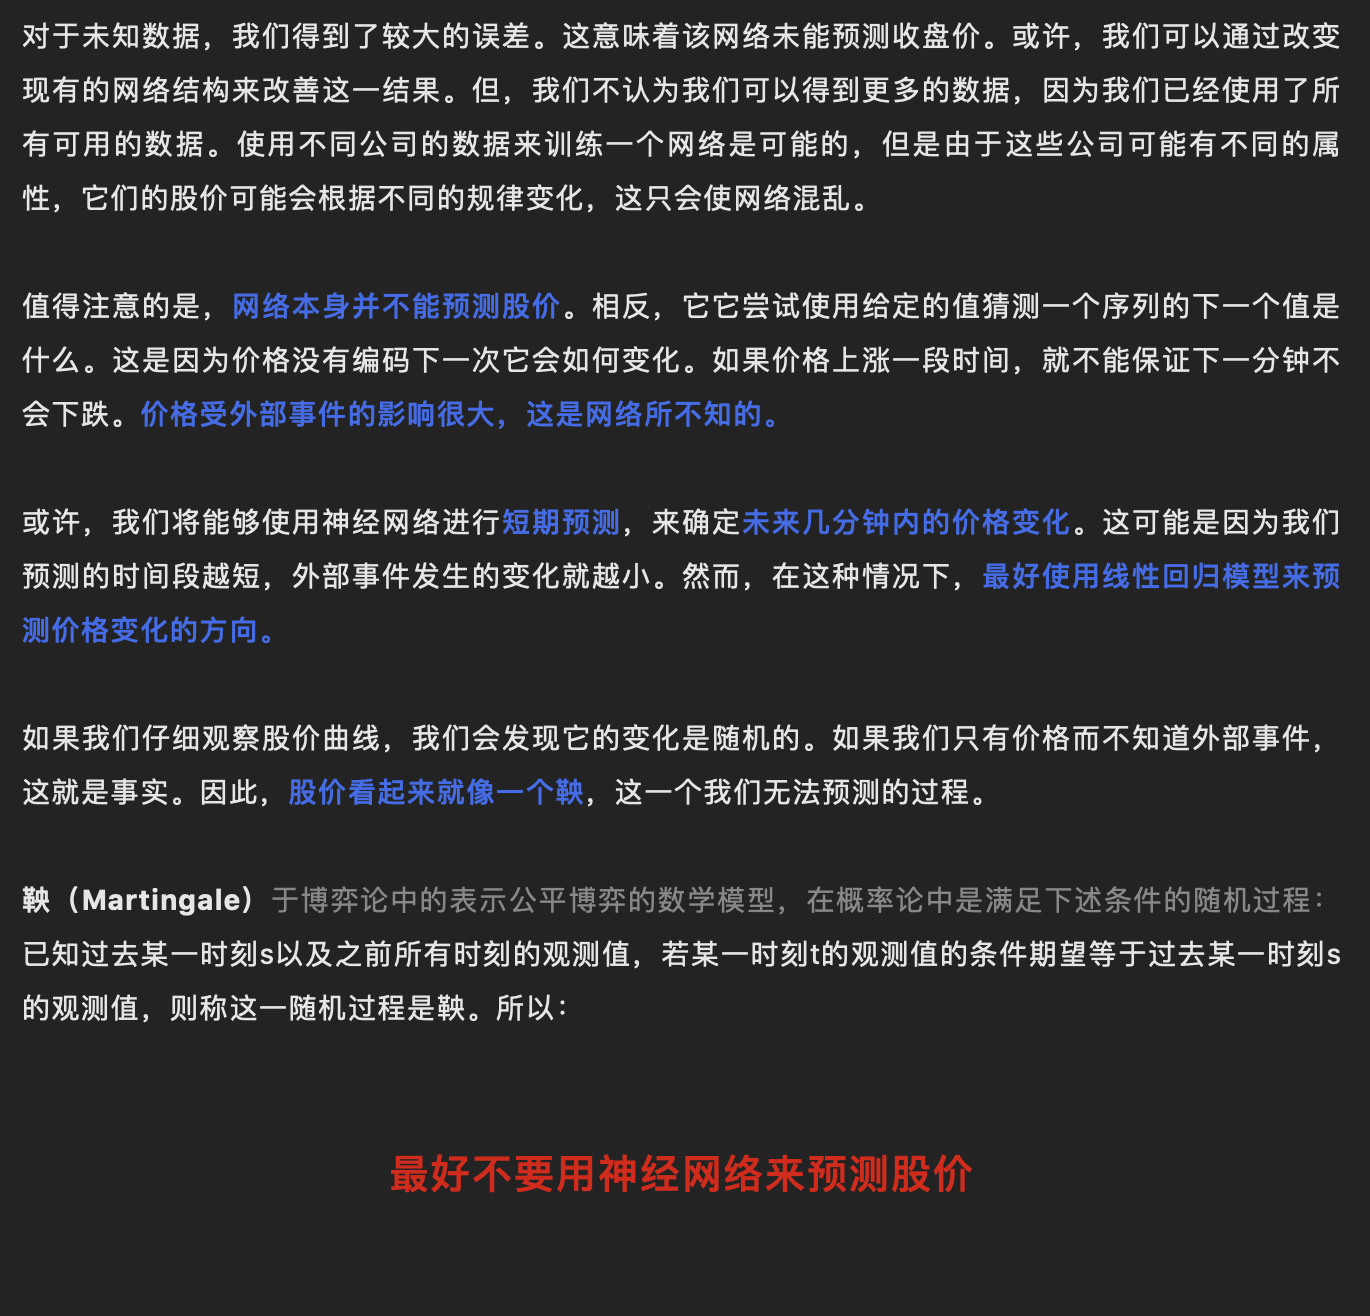 对于未知数据，我们得到了较大的误差。这意味着该网络未能预测收盘价。或许，我们可以通过改变
现有的网络结构来改善这一结果。但，我们不认为我们可以得到更多的数据，因为我们已经使用了所
有可用的数据。使用不同公司的数据来训练一个网络是可能的，但是由于这些公司可能有不同的属
性，它们的股价可能会根据不同的规律变化，这只会使网络混乱。
值得注意的是，网络本身并不能预测股价。相反，它它尝试使用给定的值猜测一个序列的下一个值是
什么。这是因为价格没有编码下一次它会如何变化。如果价格上涨一段时间，就不能保证下一分钟不
会下跌。价格受外部事件的影响很大，这是网络所不知的。
或许，我们将能够使用神经网络进行短期预测，来确定未来几分钟内的价格变化。这可能是因为我们
预测的时间段越短，外部事件发生的变化就越小。然而，在这种情况下，最好使用线性回归模型来预
测价格变化的方向。
如果我们仔细观察股价曲线，我们会发现它的变化是随机的。如果我们只有价格而不知道外部事件，
这就是事实。因此，股价看起来就像一个鞅，这一个我们无法预测的过程。
鞅（Martingale）于博弈论中的表示公平博弈的数学模型，在概率论中是满足下述条件的随机过程：
已知过去某一时刻s以及之前所有时刻的观测值，若某一时刻t的观测值的条件期望等于过去某一时刻s
的观测值，则称这一随机过程是鞅。所以：
最好不要用神经网络来预测股价